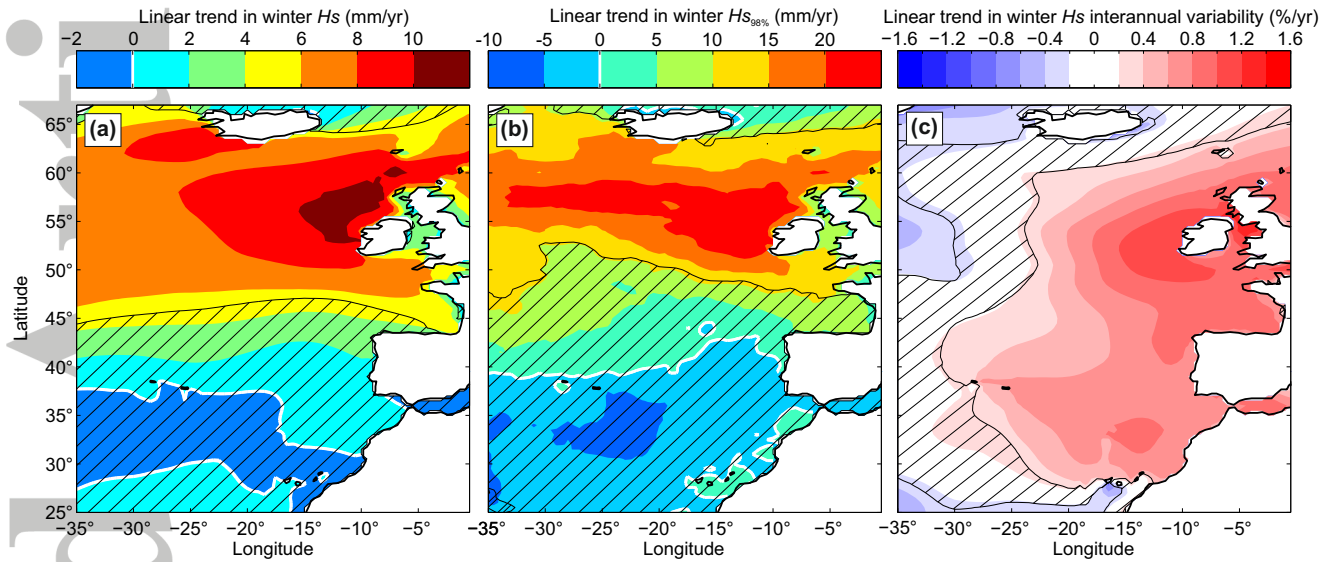 Linear trend in winter Hs (mm/yr)
−2 0 2 4 6 8 10
Linear trend in winter Hs98% (mm/yr)
−10 −5 0 5 10 15 20
Linear trend in winter Hs interannual variability (%/yr)
−1.6 −1.2 −0.8 −0.4 0 0.4 0.8 1.2 1.6
(a)
(b)
(c)
Latitude
65°
60°
55°
50°
45°
40°
35°
30°
25°
−35° −30 −25 −20 −15 −10 −5
−35° −30 −25 −20 −15 −10 −5
−35° −30 −25 −20 −15 −10 −5°
Longitude
Longitude
Longitude